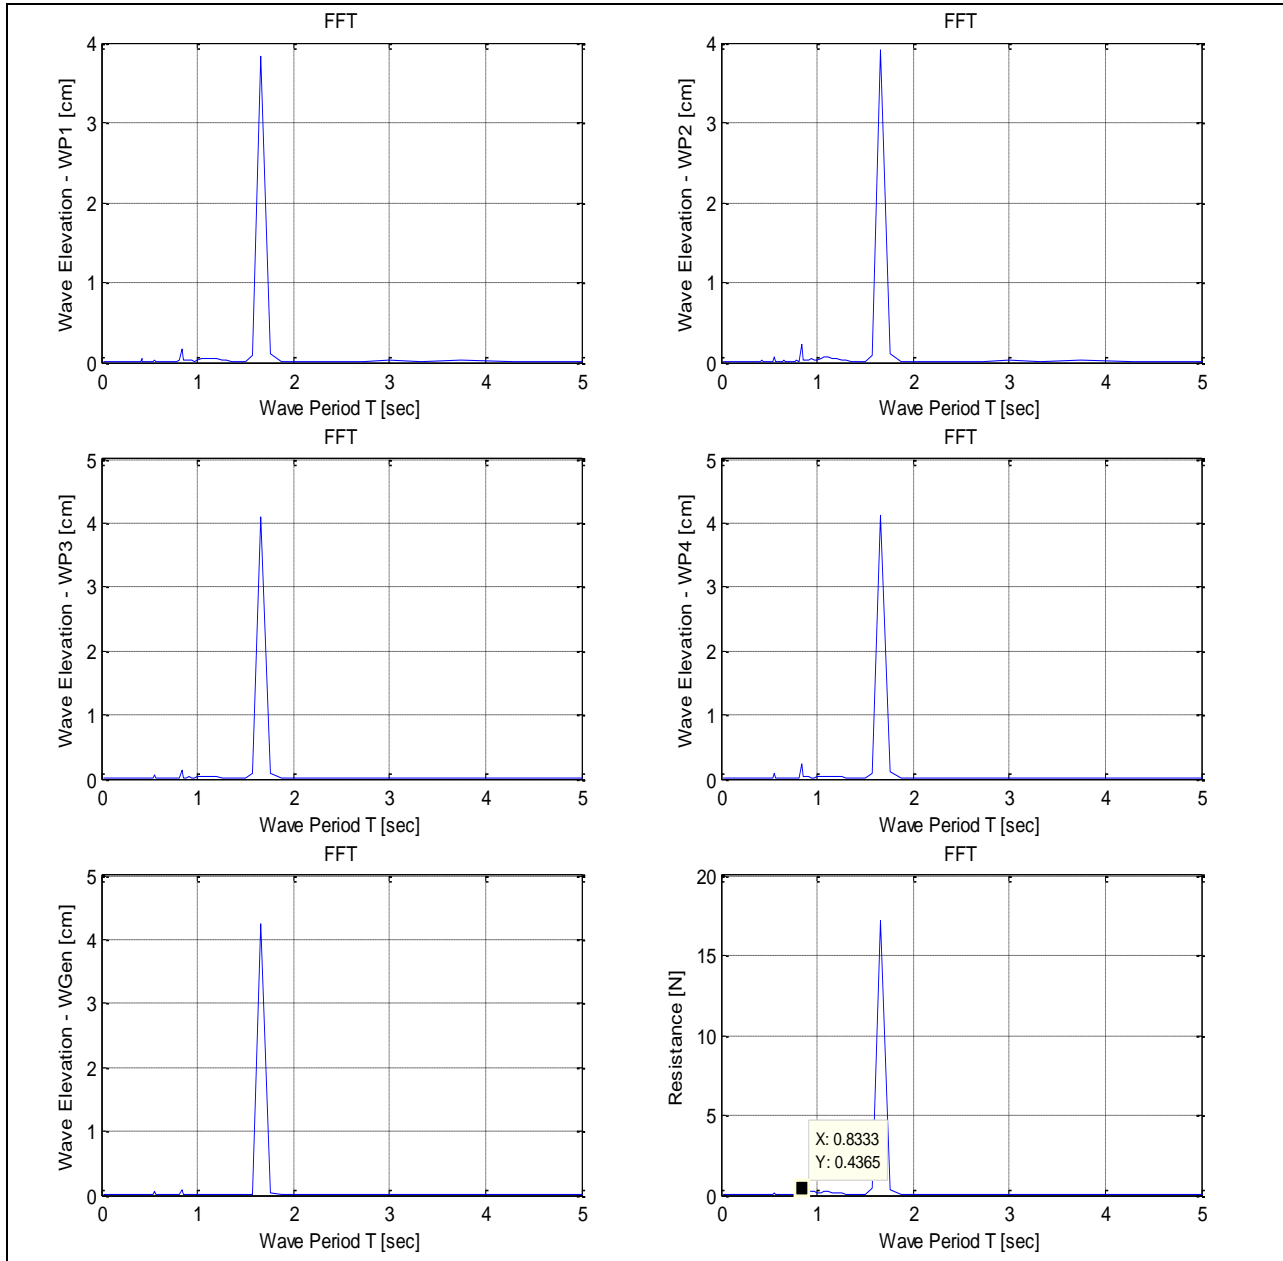 FFT
Wave Elevation - WP1 [cm]
4
3
2
1
0
0 1 2 3 4 5
Wave Period T [sec]
FFT
Wave Elevation - WP2 [cm]
4
3
2
1
0
0 1 2 3 4 5
Wave Period T [sec]
FFT
Wave Elevation - WP3 [cm]
5
4
3
2
1
0
0 1 2 3 4 5
Wave Period T [sec]
FFT
Wave Elevation - WP4 [cm]
5
4
3
2
1
0
0 1 2 3 4 5
Wave Period T [sec]
FFT
Wave Elevation - WGen [cm]
5
4
3
2
1
0
0 1 2 3 4 5
Wave Period T [sec]
FFT
Resistance [N]
20
15
10
5
0
X: 0.8333
Y: 0.4365
0 1 2 3 4 5
Wave Period T [sec]